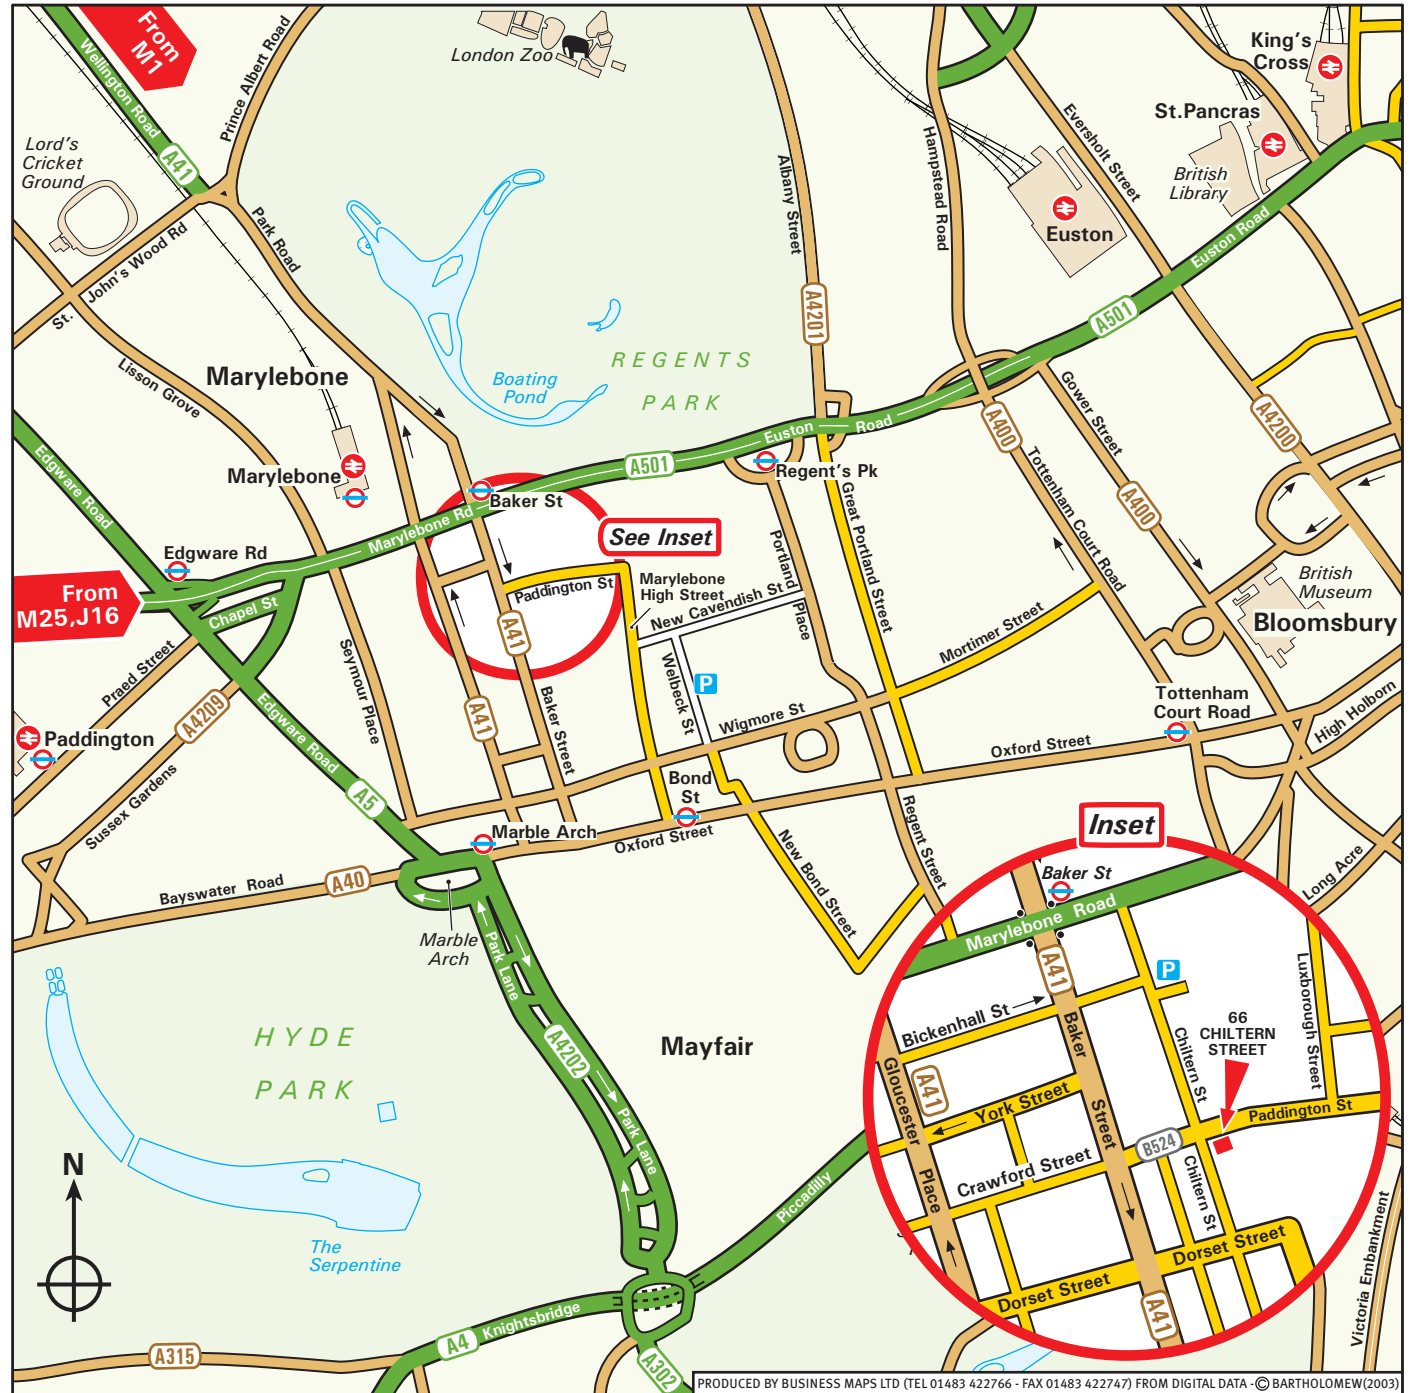 From
M1
Wellington Road
A41
Prince Albert Road
London Zoo
King's
Cross
St.Pancras
British
Library
Eversholt Street
Hampstead Road
Albany Street
Euston
Euston Road
Lord's
Cricket
Ground
St. John's Wood Rd
Park Road
A4201
A501
REGENTS
PARK
Boating
Pond
Lisson Grove
Marylebone
Marylebone
Edgware Road
A501
Euston Road
Regent's Pk
A400
Gower Street
A4200
Tottenham Court Road
A400
Great Portland Street
Baker St
Marylebone Rd
See Inset
Edgware Rd
From
M25,J16
Chapel St
Paddington St
Marylebone
High Street
New Cavendish St
Portland Place
British
Museum
Bloomsbury
Mortimer Street
A41
Praed Street
Seymour Place
A4209
Edgware Road
Welbeck St
P
Wigmore St
Baker Street
A41
Paddington
Sussex Gardens
Tottenham
Court Road
High Holborn
Oxford Street
Bond
St
A5
Marble Arch
Oxford Street
Regent Street
New Bond Street
Inset
Long Acre
Bayswater Road
A40
Marble
Arch
Park Lane
Baker St
Marylebone Road
A41
P
Luxborough Street
Bickenhall St
Baker Street
66
CHILTERN
STREET
Chiltern St
HYDE
PARK
A4202
Mayfair
Park Lane
Gloucester Place
A41
York Street
Paddington St
B524
Crawford Street
Chiltern St
Piccadilly
N
The
Serpentine
Dorset Street
Dorset Street
A41
Victoria Embankment
Knightsbridge
A4
A315
A302
PRODUCED BY BUSINESS MAPS LTD (TEL 01483 422766 - FAX 01483 422747) FROM DIGITAL DATA - © BARTHOLOMEW(2003)